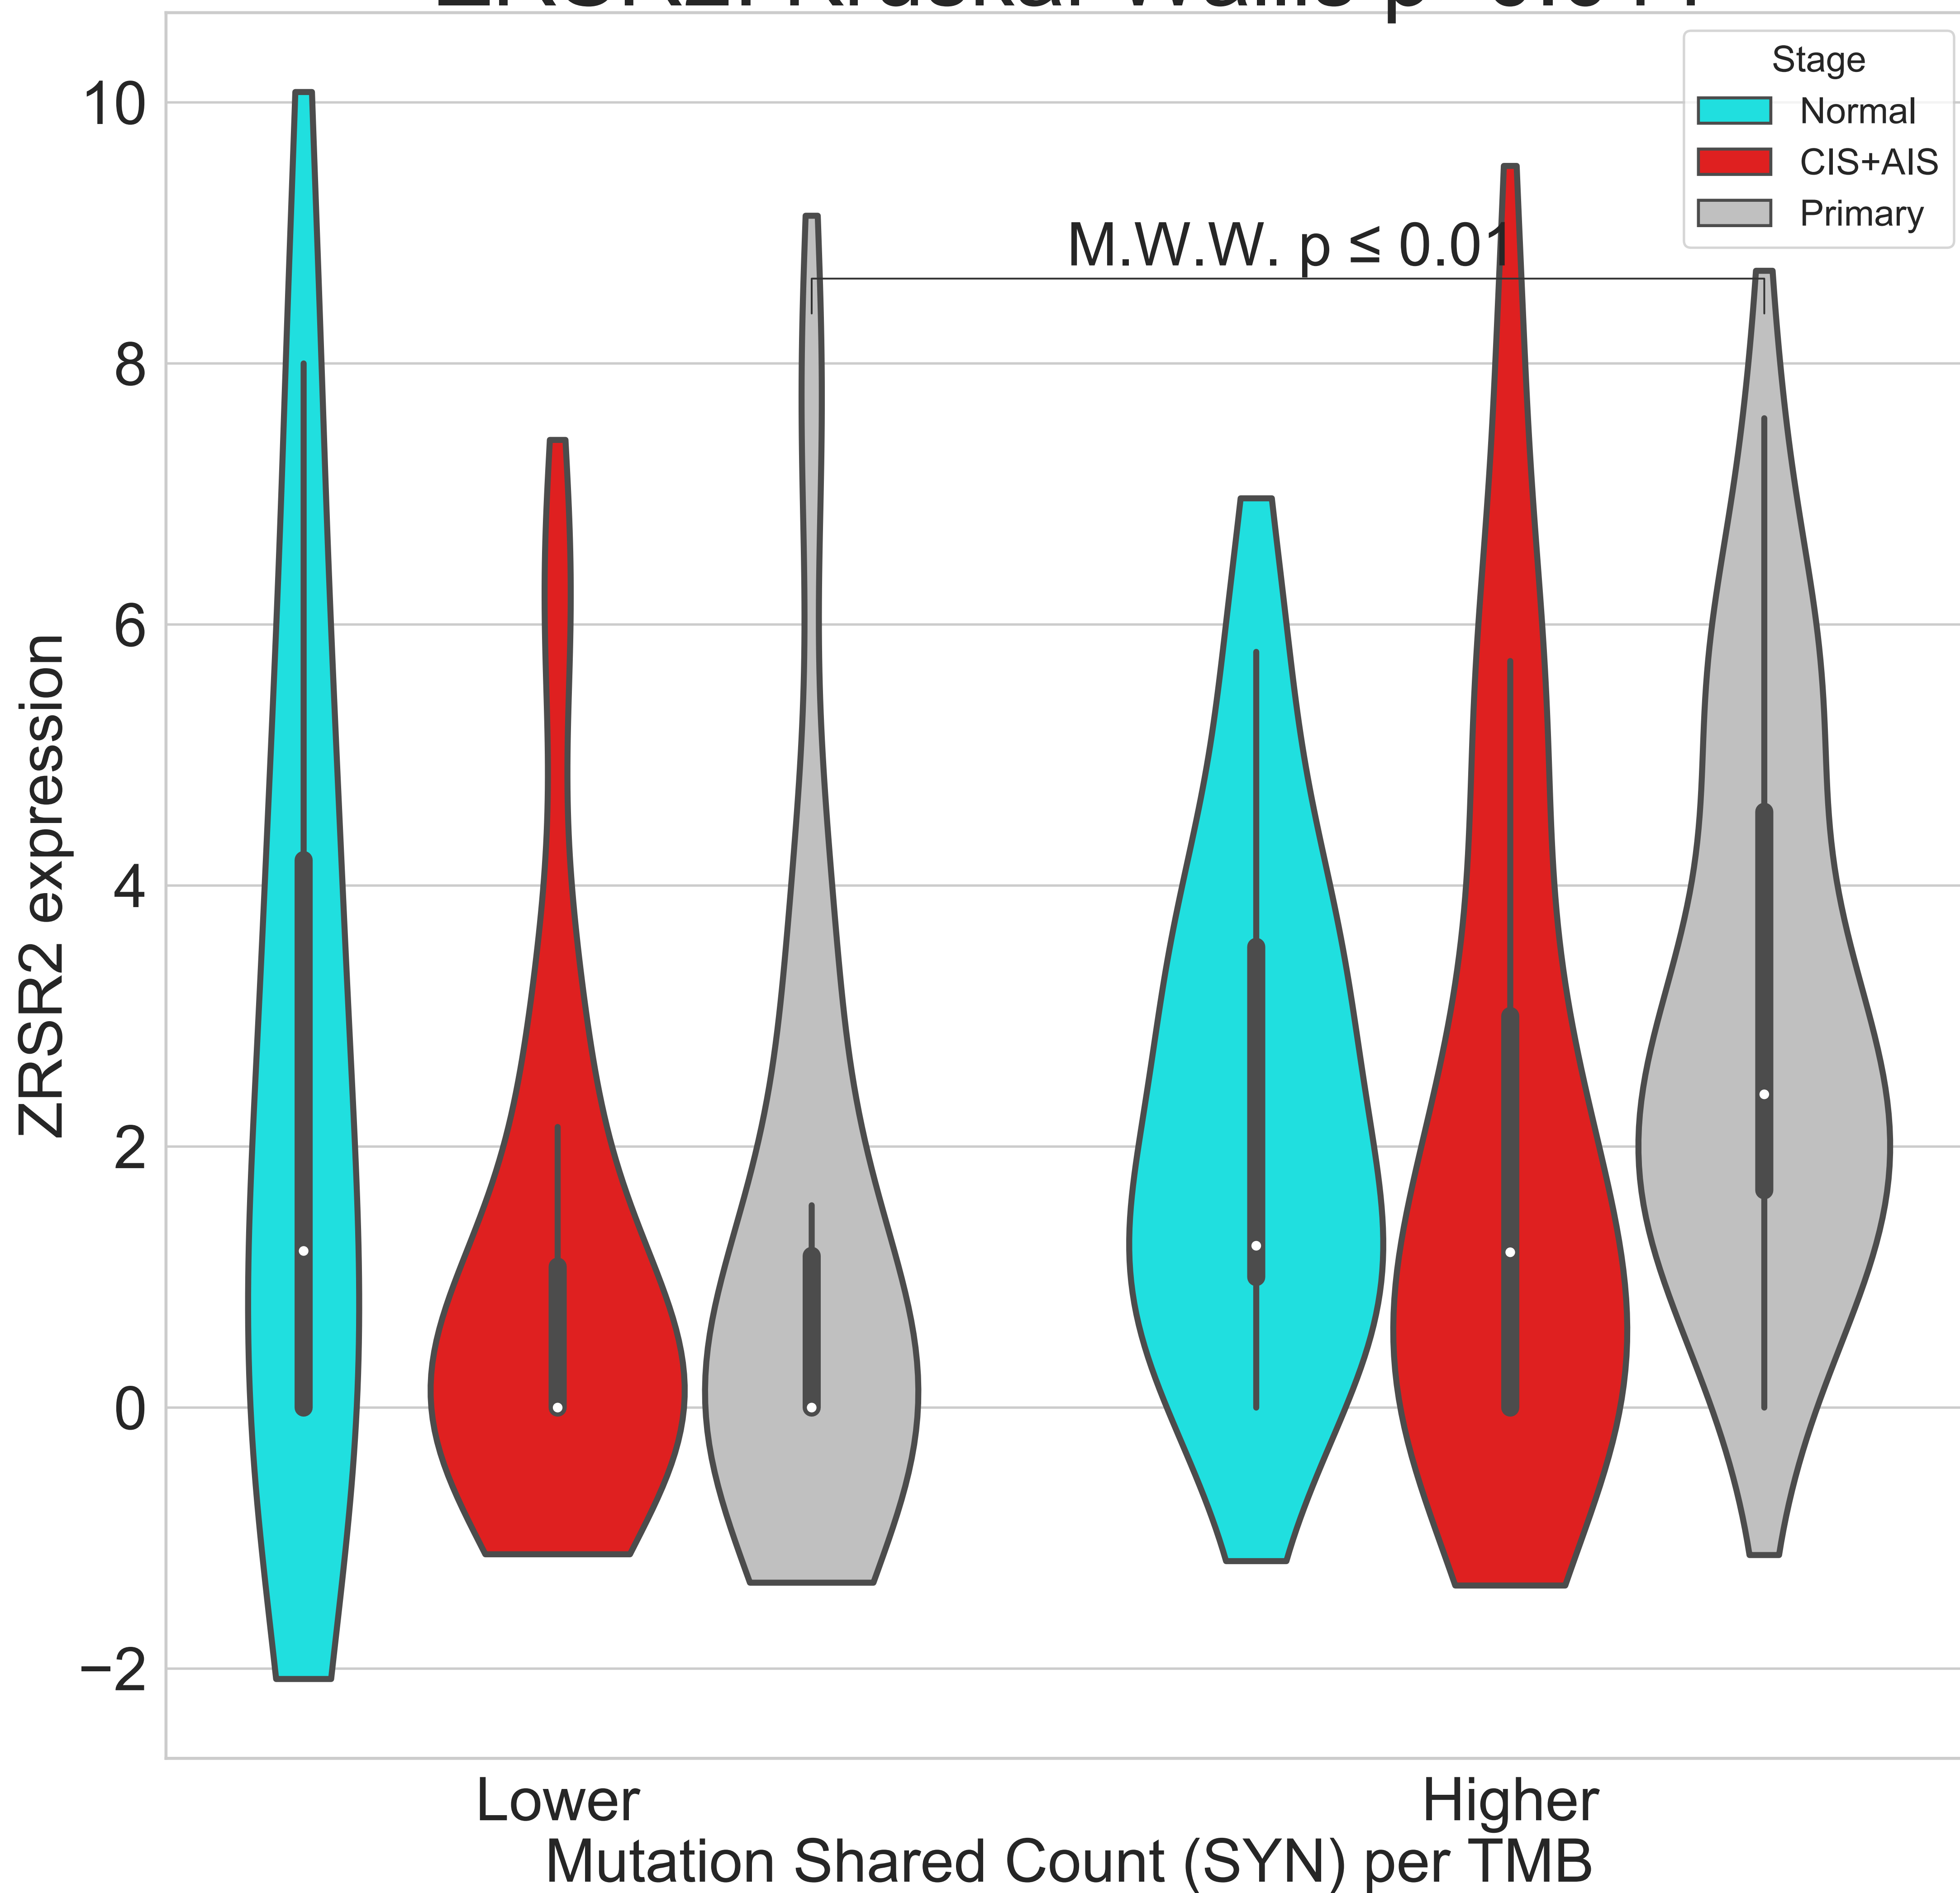 Stage
Normal
CIS+AIS
Primary
M.W.W. p ≤ 0.01
10
8
6
4
2
0
−2
ZRSR2 expression
Lower
Higher
Mutation Shared Count (SYN) per TMB